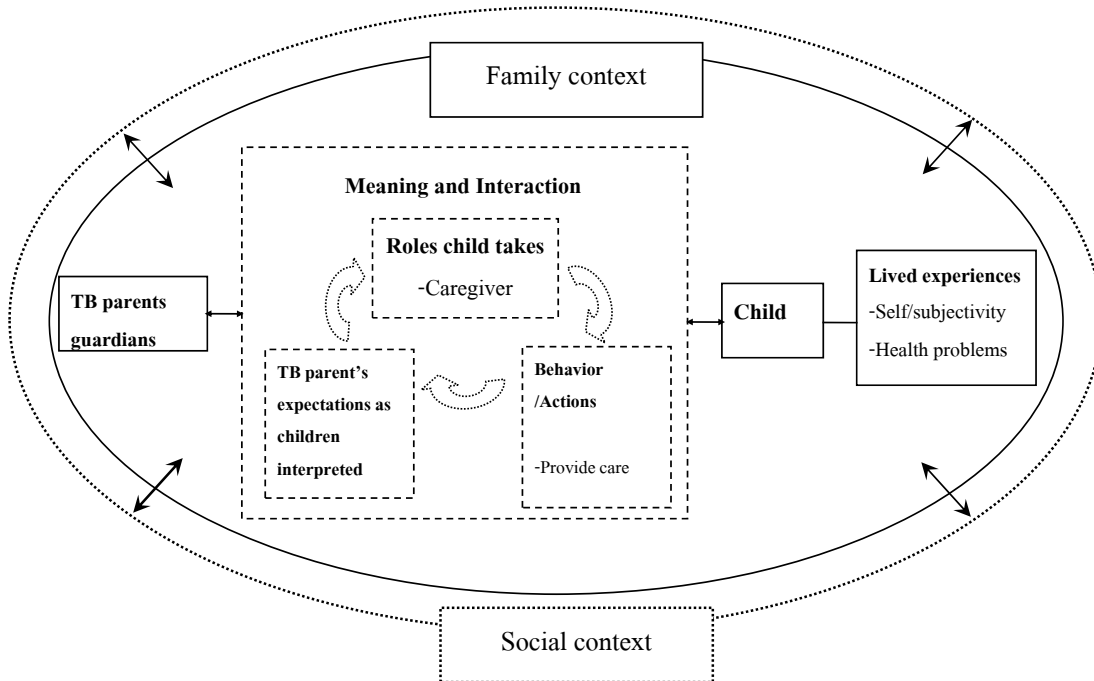 Family context
Meaning and Interaction
Roles child takes
-Caregiver
TB parents
guardians
Child
Lived experiences
-Self/subjectivity
-Health problems
TB parent’s
expectations as
children
interpreted
Behavior
/Actions
-Provide care
Social context